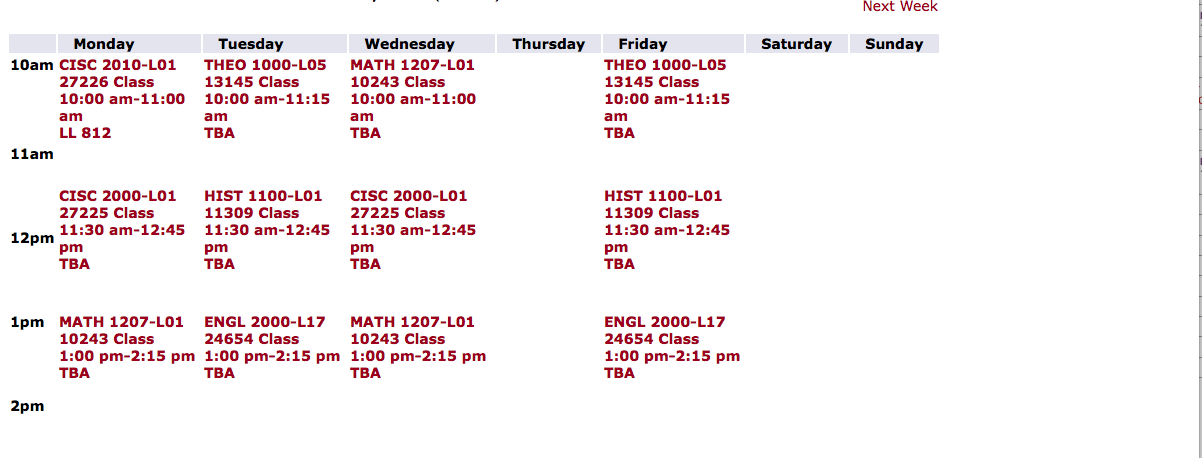 Next Week
Monday Tuesday Wednesday Thursday Friday Saturday Sunday
10am CISC 2010-L01 THEO 1000-L05 MATH 1207-L01 THEO 1000-L05
27226 Class 13145 Class 10243 Class 13145 Class
10:00 am-11:00 10:00 am-11:15 10:00 am-11:00 10:00 am-11:15
am am am am
LL 812 TBA TBA TBA
11am
CISC 2000-L01 HIST 1100-L01 CISC 2000-L01 HIST 1100-L01
27225 Class 11309 Class 27225 Class 11309 Class
11:30 am-12:45 11:30 am-12:45 11:30 am-12:45 11:30 am-12:45
12pm pm pm pm pm
TBA TBA TBA TBA
1pm MATH 1207-L01 ENGL 2000-L17 MATH 1207-L01 ENGL 2000-L17
10243 Class 24654 Class 10243 Class 24654 Class
1:00 pm-2:15 pm 1:00 pm-2:15 pm 1:00 pm-2:15 pm 1:00 pm-2:15 pm
TBA TBA TBA TBA
2pm